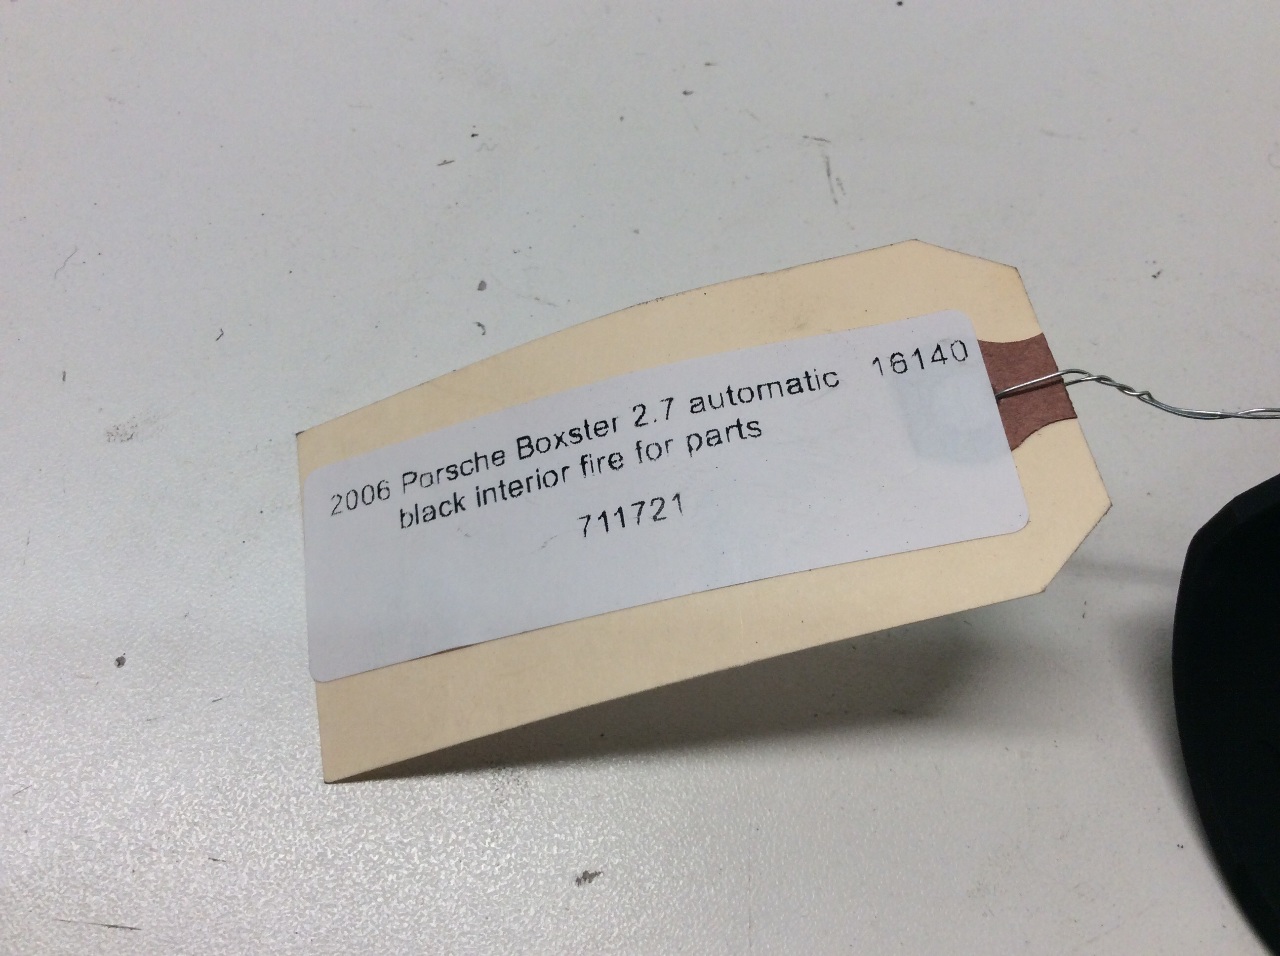 2006 Porsche Boxster 2.7 automatic 16140
black interior fire for parts
711721